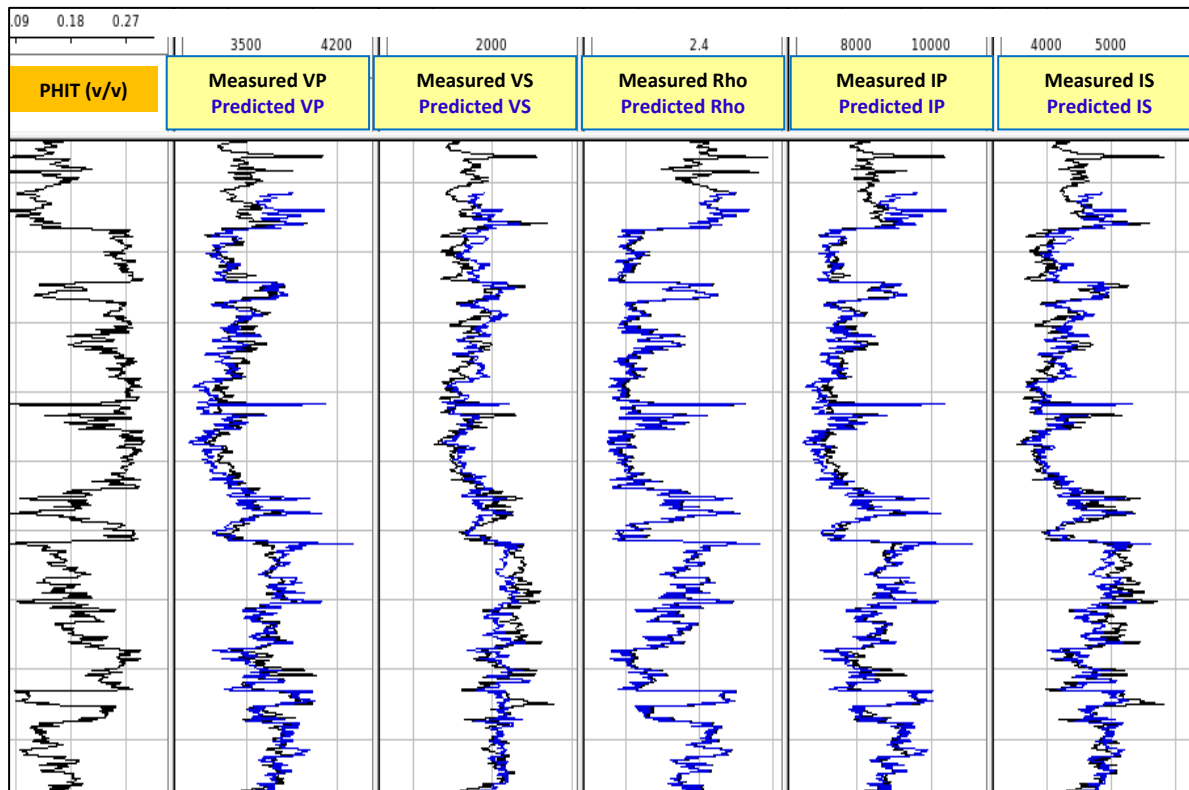 .09 0.18 0.27
3500 4200 2000 2.4 8000 10000 4000 5000
PHIT (v/v)
Measured VP
Predicted VP
Measured VS
Predicted VS
Measured Rho
Predicted Rho
Measured IP
Predicted IP
Measured IS
Predicted IS